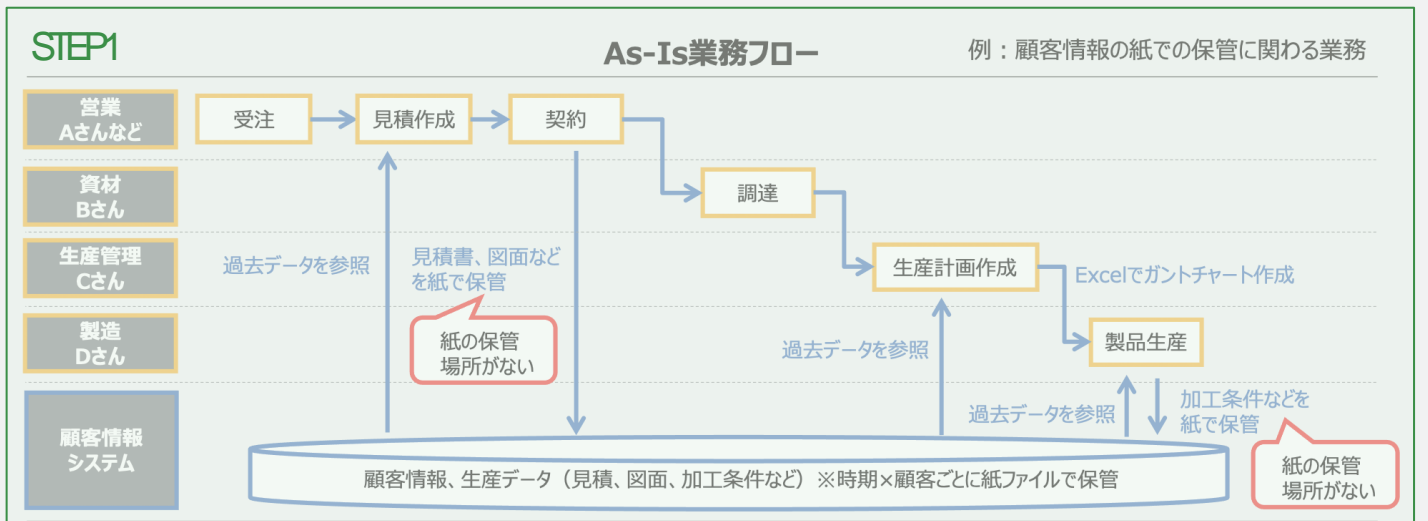 STEP1
As-Is業務フロー
例：顧客情報の紙での保管に関わる業務
営業
Aさんなど
受注
見積作成
契約
資材
Bさん
調達
生産管理
Cさん
過去データを参照
見積書、図面など
を紙で保管
生産計画作成
Excelでガントチャート作成
製造
Dさん
紙の保管
場所がない
過去データを参照
製品生産
顧客情報
システム
過去データを参照
加工条件などを
紙で保管
顧客情報、生産データ（見積、図面、加工条件など）※時期×顧客ごとに紙ファイルで保管
紙の保管
場所がない